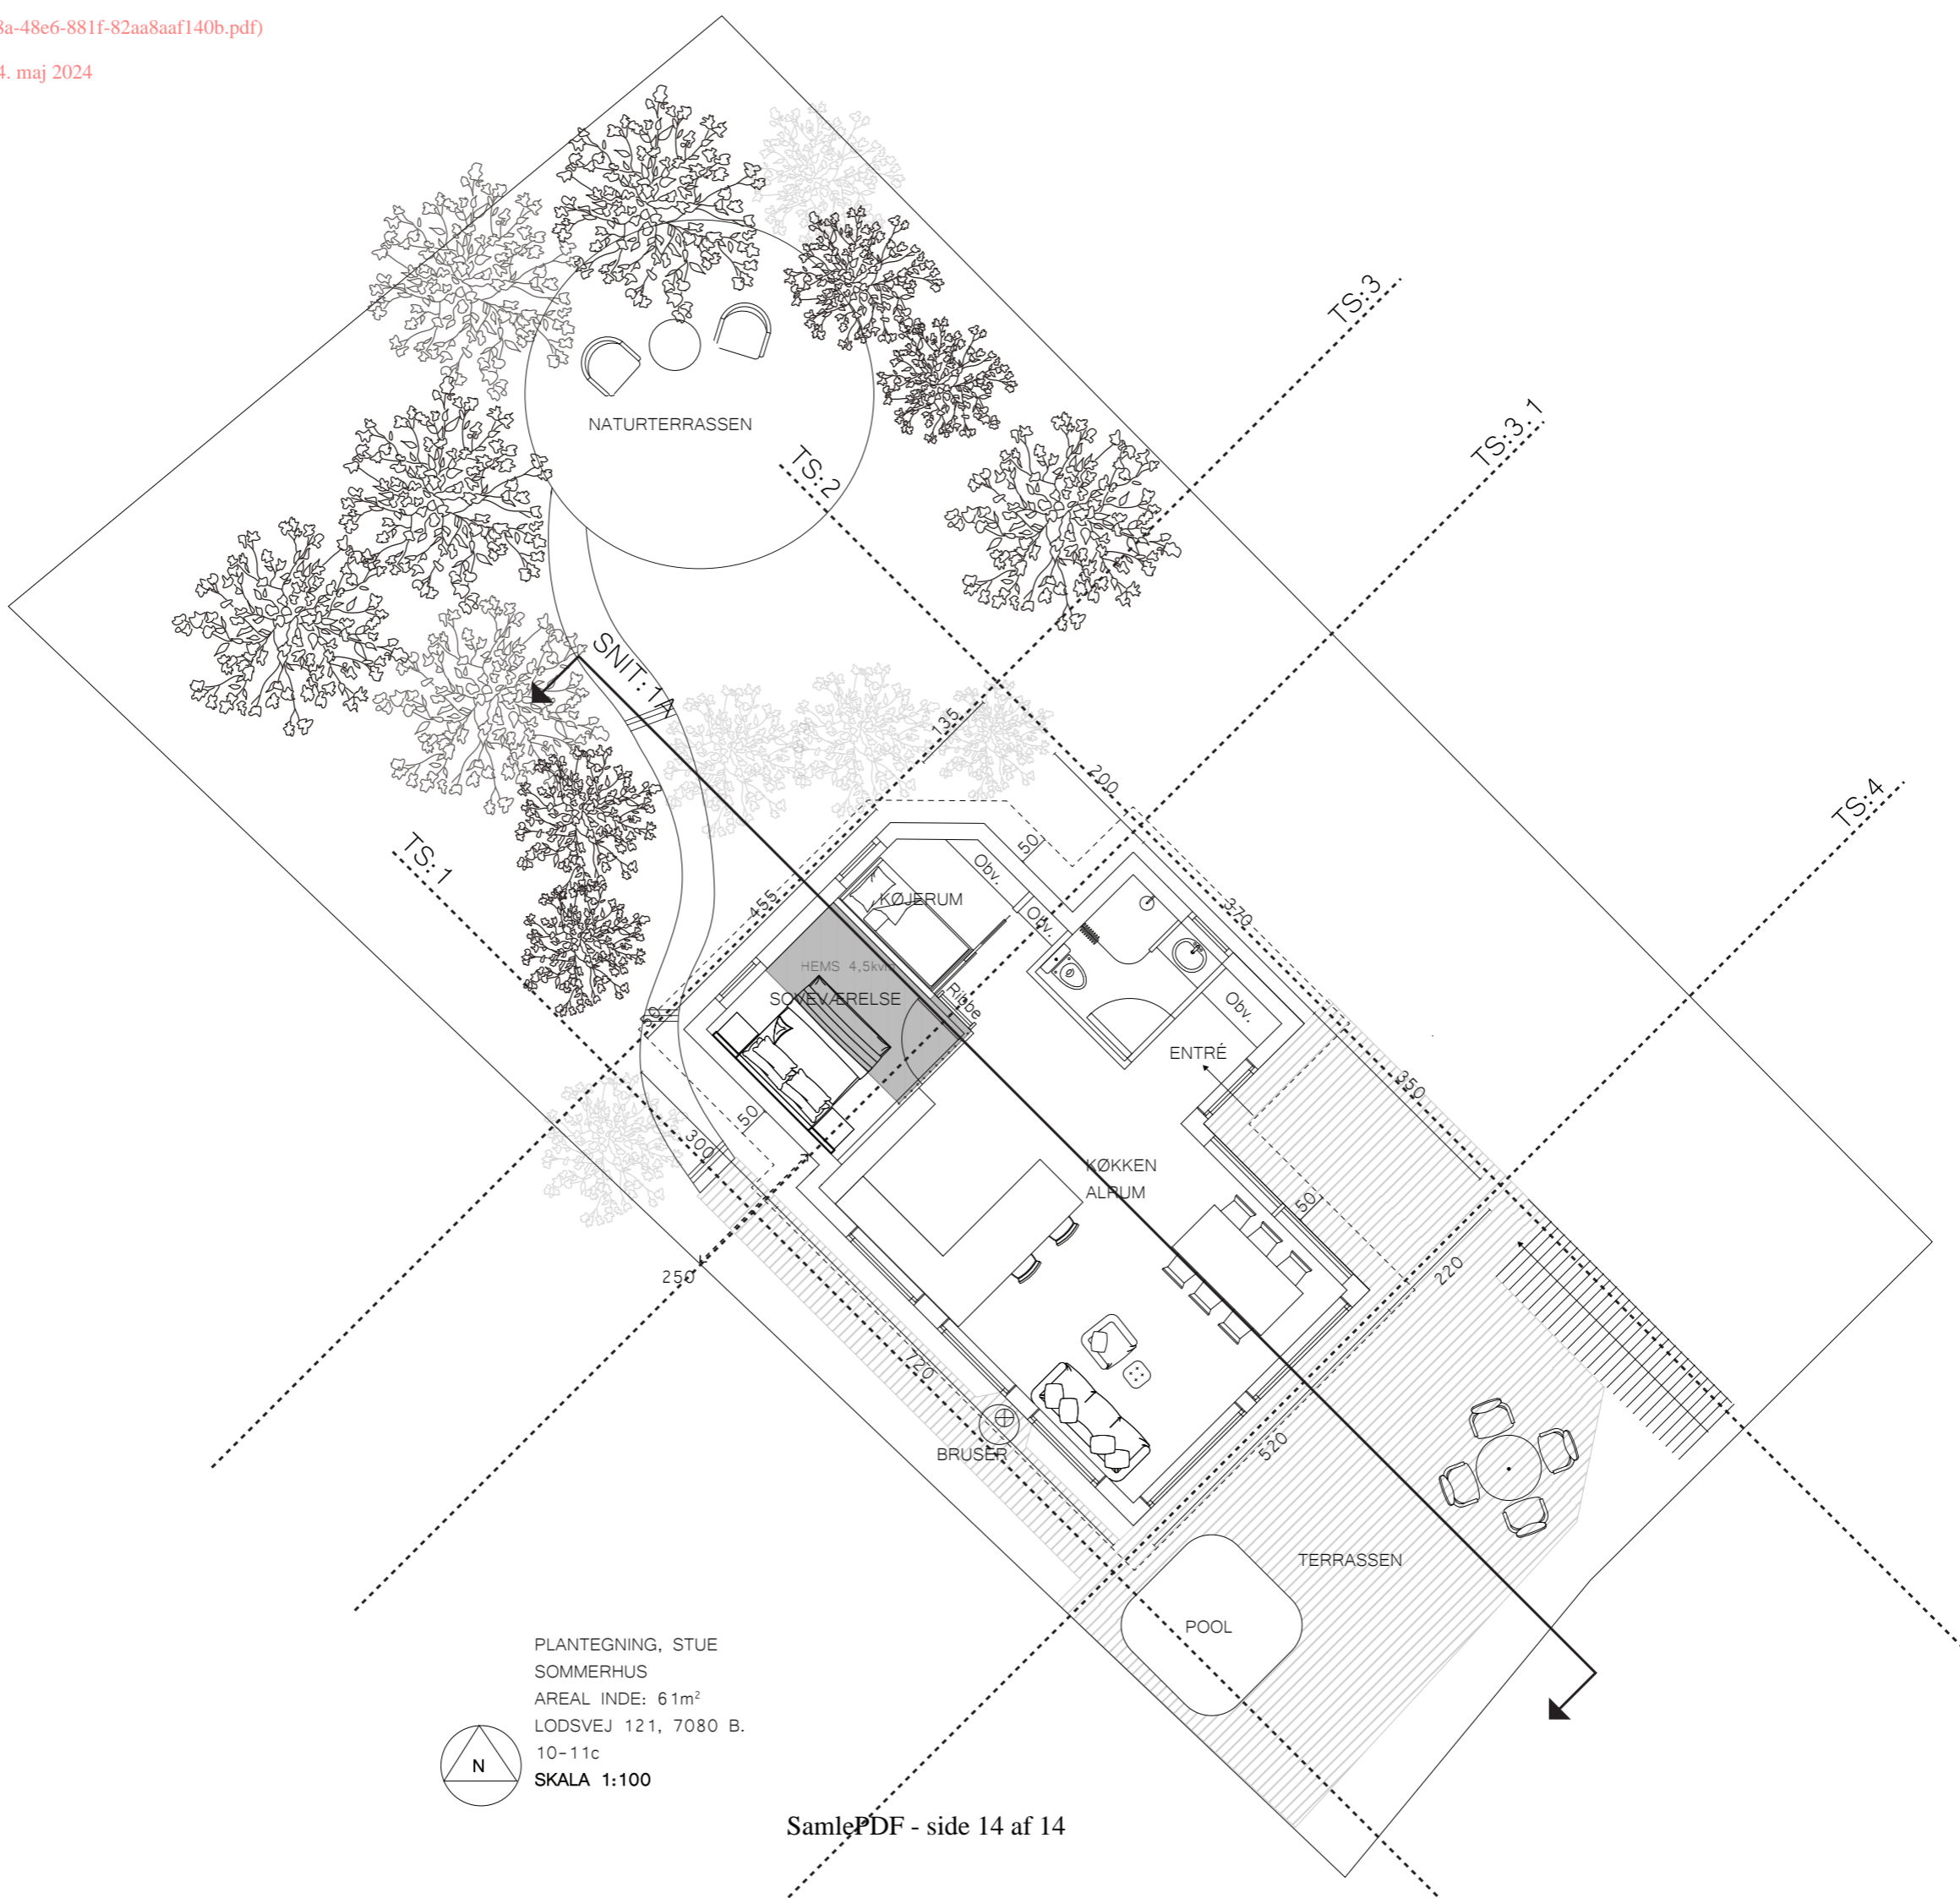 8a-48e6-881f-82aa8aaf140b.pdf)
4. maj 2024
TS:3
TS:3.1
NATURTERRASSEN
TS:2
SNIT:1A
135
200
TS:4
TS:1
50
Obv.
KØJERUM
455
Obv.
370
HEMS 4,5kvm
SOVEVÆRELSE
Ribbe
Obv.
50
ENTRÉ
350
50
300
KØKKEN
ALRUM
50
250
220
720
BRUSER
520
TERRASSEN
POOL
PLANTEGNING, STUE
SOMMERHUS
AREAL INDE: 61m²
LODSVEJ 121, 7080 B.
10-11c
N
SKALA 1:100
SamlePDF - side 14 af 14